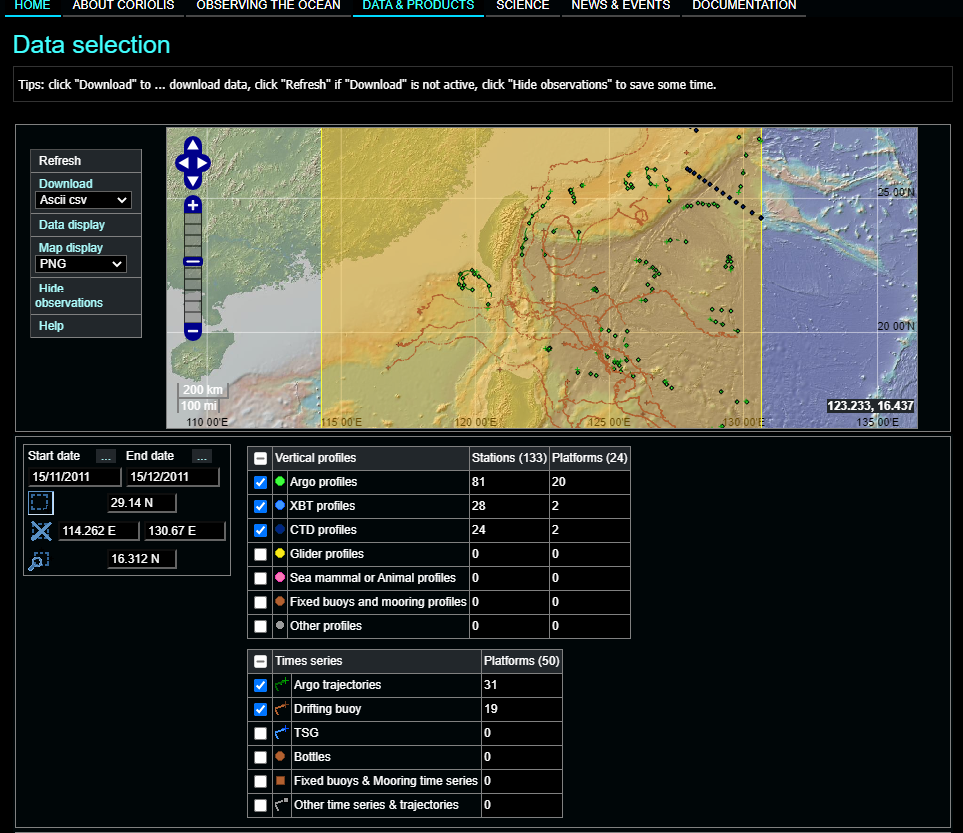 HOME ABOUT CORIOLIS OBSERVING THE OCEAN DATA & PRODUCTS SCIENCE NEWS & EVENTS DOCUMENTATION
Data selection
Tips: click "Download" to ... download data, click "Refresh" if "Download" is not active, click "Hide observations" to save some time.
Refresh
Download
Ascii csv
Data display
Map display
PNG
Hide
observations
Help
25 00'N
20 00'N
200 km
100 mi
123.233, 16.437
110 00'E 115 00'E 120 00'E 125 00'E 130 00'E 135 00'E
Start date ... End date ...
15/11/2011 15/12/2011
29.14 N
114.262 E 130.67 E
16.312 N
Vertical profiles Stations (133) Platforms (24)
Argo profiles 81 20
XBT profiles 28 2
CTD profiles 24 2
Glider profiles 0 0
Sea mammal or Animal profiles 0 0
Fixed buoys and mooring profiles 0 0
Other profiles 0 0
Times series Platforms (50)
Argo trajectories 31
Drifting buoy 19
TSG 0
Bottles 0
Fixed buoys & Mooring time series 0
Other time series & trajectories 0